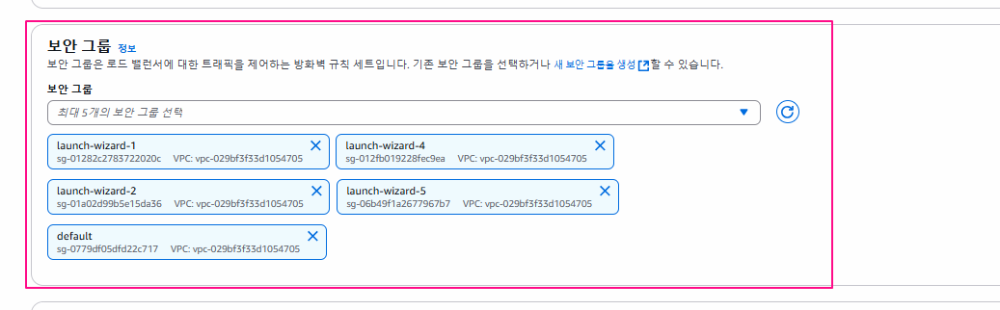 보안 그룹 정보
보안 그룹은 로드 밸런서에 대한 트래픽을 제어하는 방화벽 규칙 세트입니다. 기존 보안 그룹을 선택하거나 새 보안 그룹을 생성할 수 있습니다.
보안 그룹
최대 5개의 보안 그룹 선택
launch-wizard-1
sg-01282c2783722020c VPC: vpc-029bf3f33d1054705
launch-wizard-4
sg-012fb019228fec9ea VPC: vpc-029bf3f33d1054705
launch-wizard-2
sg-01a02d99b5e15da36 VPC: vpc-029bf3f33d1054705
launch-wizard-5
sg-06b49f1a2677967b7 VPC: vpc-029bf3f33d1054705
default
sg-0779df05dfd22c717 VPC: vpc-029bf3f33d1054705